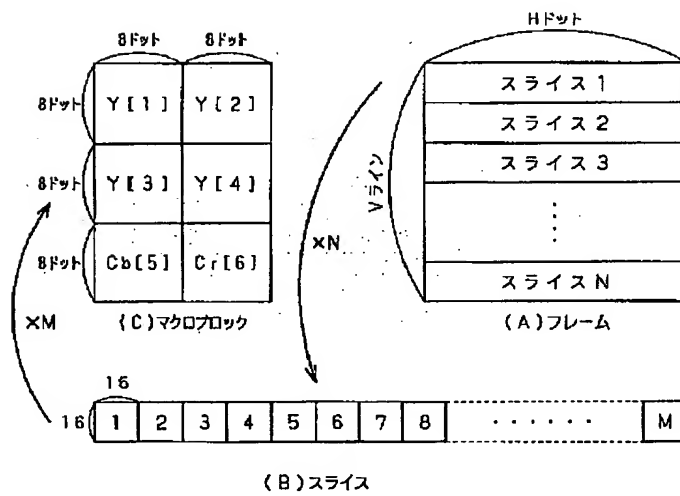 8ドット 8ドット
8ドット Y[1] Y[2]
8ドット Y[3] Y[4]
8ドット Cb[5] Cr[6]
(C)マクロブロック
×M
×N
Hドット
Vライン
スライス1
スライス2
スライス3
スライスN
(A)フレーム
16
16 1 2 3 4 5 6 7 8 ······ M
(B)スライス